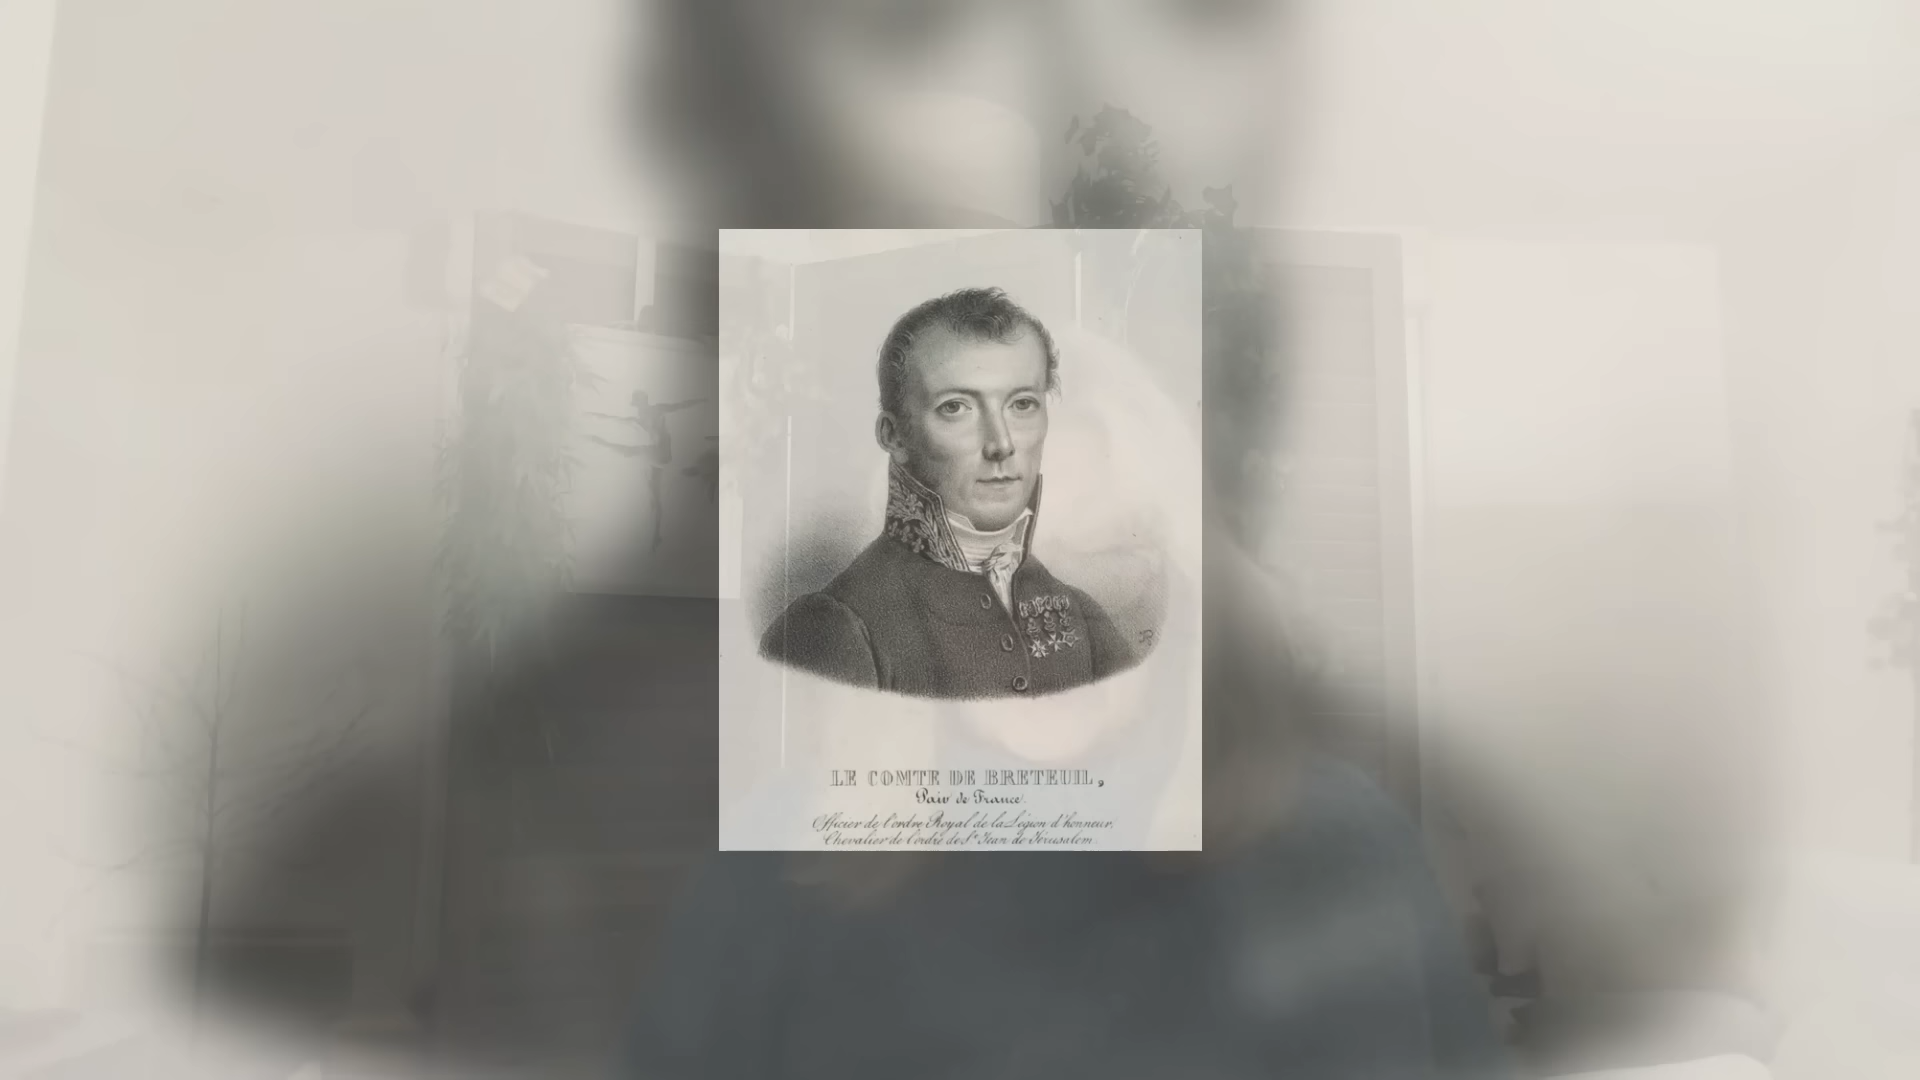 LE COMTE DE BRETEUIL,
Pair de France.
Officier de l'ordre Royal de la Légion d'honneur,
Chevalier de l'ordre de St Jean de Jérusalem.